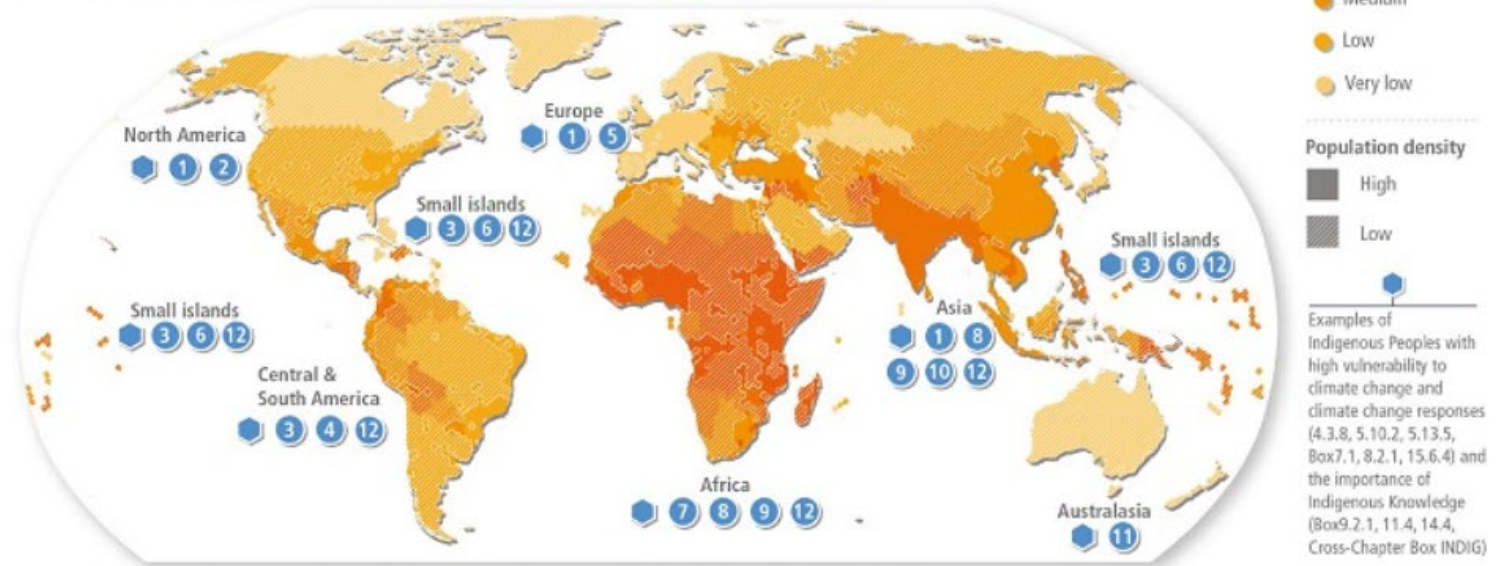 Medium
Low
Very low
Population density
High
Low
Examples of
Indigenous Peoples with
high vulnerability to
climate change and
climate change responses
(4.3.8, 5.10.2, 5.13.5,
Box7.1, 8.2.1, 15.6.4) and
the importance of
Indigenous Knowledge
(Box9.2.1, 11.4, 14.4,
Cross-Chapter Box INDIG)
Europe
1 5
North America
1 2
Small islands
3 6 12
Small islands
3 6 12
Small islands
3 6 12
Asia
1 8
9 10 12
Central &
South America
3 4 12
Africa
7 8 9 12
Australasia
11